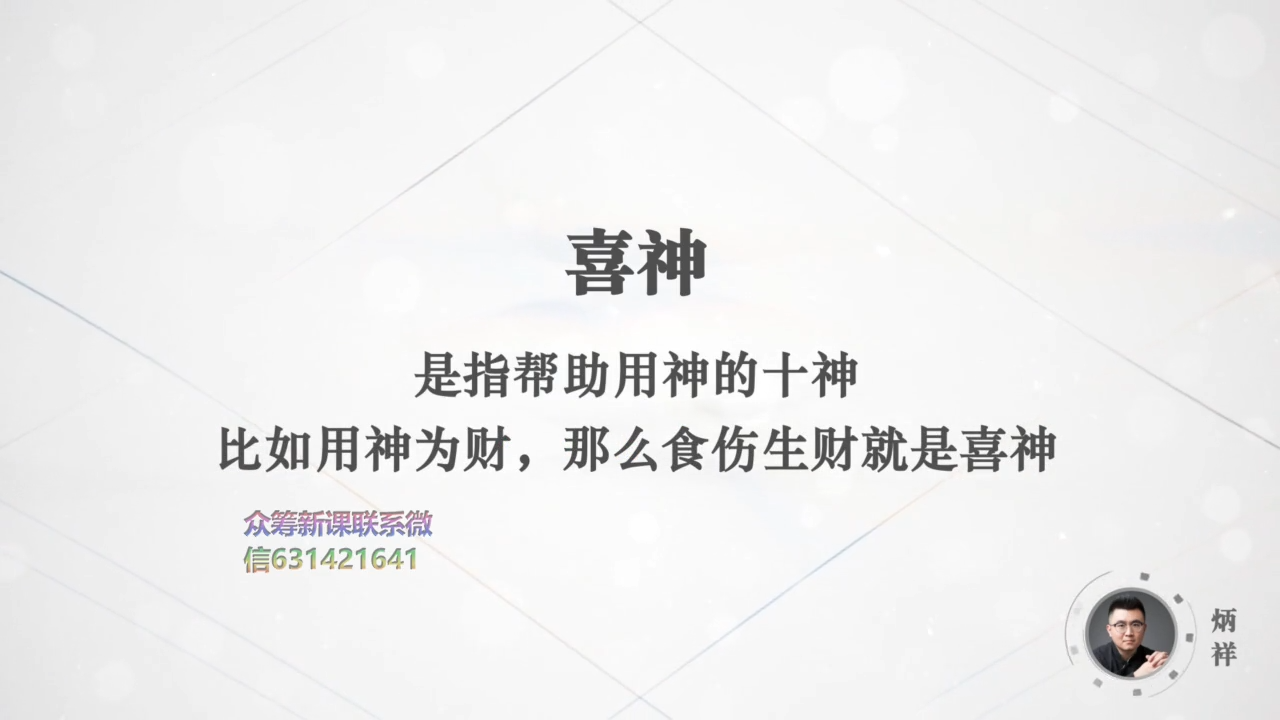 喜神
是指帮助用神的十神
比如用神为财，那么食伤生财就是喜神
众筹新课联系微
信631421641
炳
祥